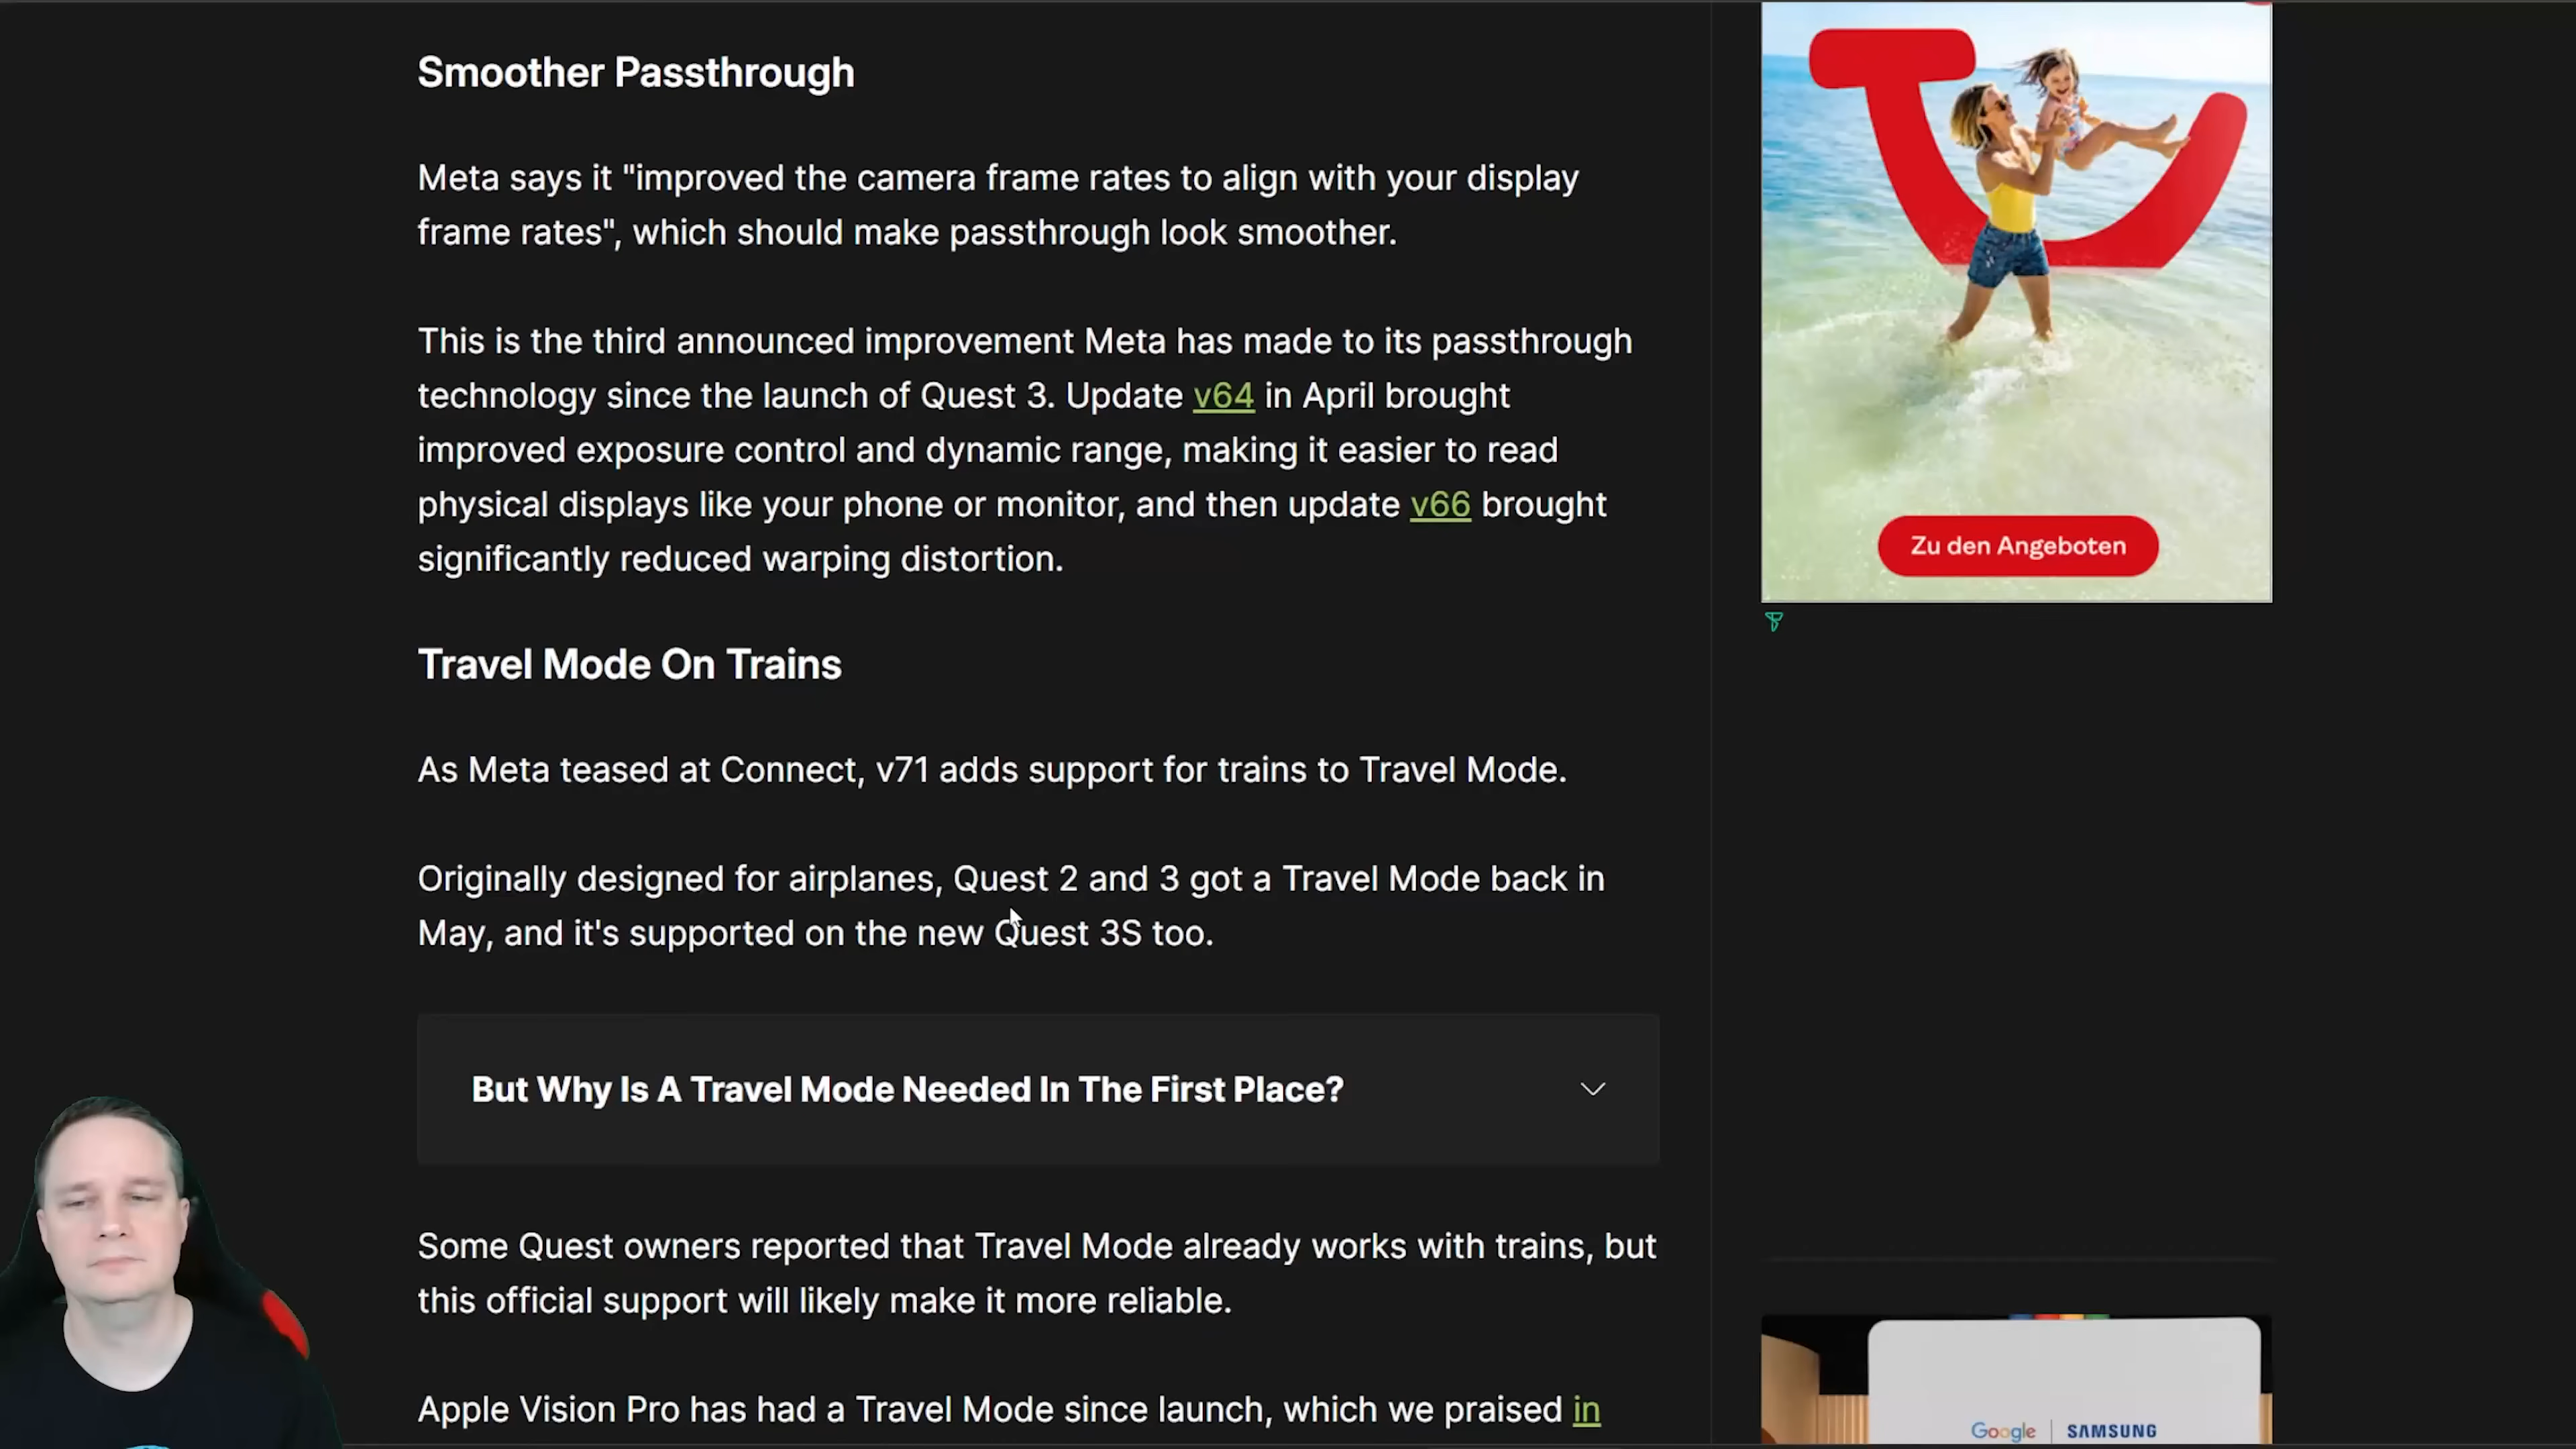 Smoother Passthrough
Meta says it "improved the camera frame rates to align with your display
frame rates", which should make passthrough look smoother.
This is the third announced improvement Meta has made to its passthrough
technology since the launch of Quest 3. Update v64 in April brought
improved exposure control and dynamic range, making it easier to read
physical displays like your phone or monitor, and then update v66 brought
significantly reduced warping distortion.
Travel Mode On Trains
As Meta teased at Connect, v71 adds support for trains to Travel Mode.
Originally designed for airplanes, Quest 2 and 3 got a Travel Mode back in
May, and it's supported on the new Quest 3S too.
But Why Is A Travel Mode Needed In The First Place?
Some Quest owners reported that Travel Mode already works with trains, but
this official support will likely make it more reliable.
Apple Vision Pro has had a Travel Mode since launch, which we praised in
Zu den Angeboten
Google | SAMSUNG